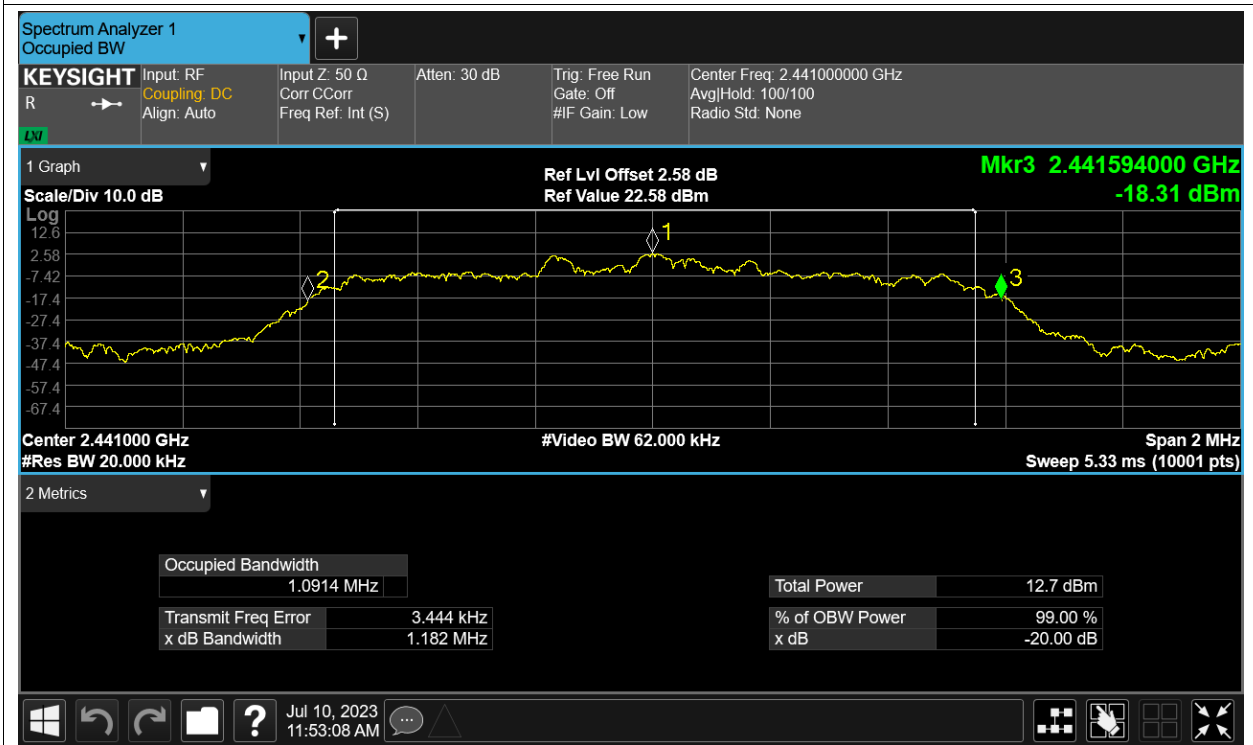 Spectrum Analyzer 1
Occupied BW
KEYSIGHT
R
LXI
Input: RF
Coupling: DC
Align: Auto
Input Z: 50 Ω
Corr CCorr
Freq Ref: Int (S)
Atten: 30 dB
Trig: Free Run
Gate: Off
#IF Gain: Low
Center Freq: 2.441000000 GHz
Avg|Hold: 100/100
Radio Std: None
1 Graph
Scale/Div 10.0 dB
Ref Lvl Offset 2.58 dB
Ref Value 22.58 dBm
Mkr3 2.441594000 GHz
-18.31 dBm
Log
12.6
2.58
-7.42
-17.4
-27.4
-37.4
-47.4
-57.4
-67.4
1
2
3
Center 2.441000 GHz
#Res BW 20.000 kHz
#Video BW 62.000 kHz
Span 2 MHz
Sweep 5.33 ms (10001 pts)
2 Metrics
Occupied Bandwidth
1.0914 MHz
Transmit Freq Error 3.444 kHz
x dB Bandwidth 1.182 MHz
Total Power 12.7 dBm
% of OBW Power 99.00 %
x dB -20.00 dB
?
Jul 10, 2023
11:53:08 AM